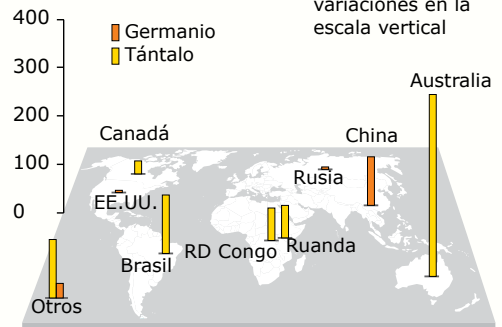 variaciones en la
escala vertical
400
300
200
100
0
Germanio
Tántalo
Australia
Canadá
China
Rusia
EE.UU.
RD Congo
Ruanda
Brasil
Otros